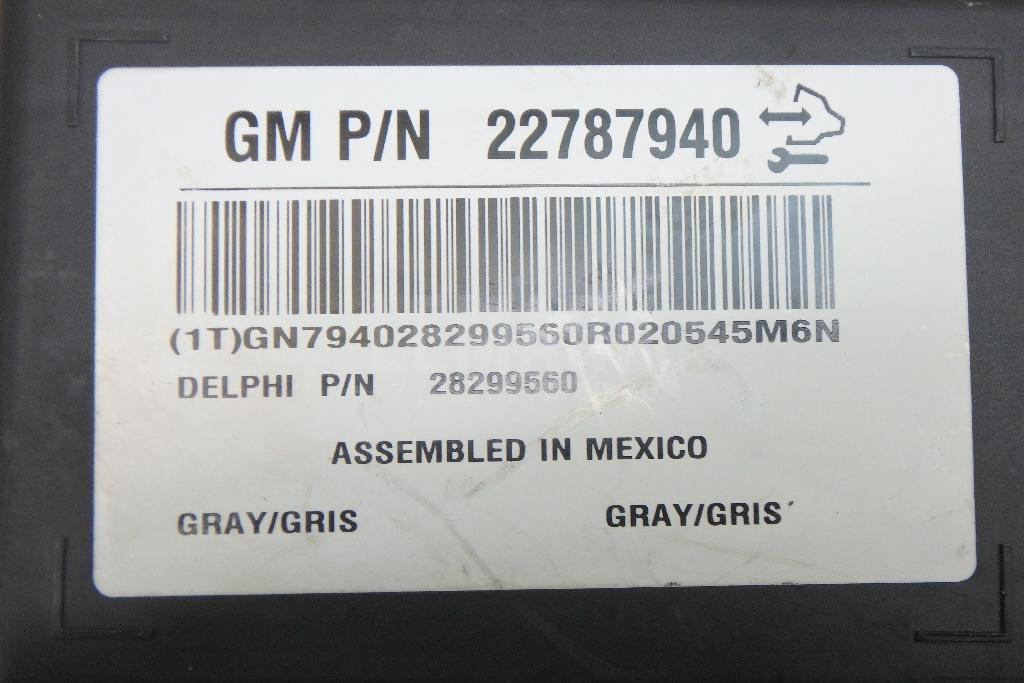 GM P/N 22787940
(1T)GN794028299560R020545M6N
DELPHI P/N 28299560
ASSEMBLED IN MEXICO
GRAY/GRIS GRAY/GRIS